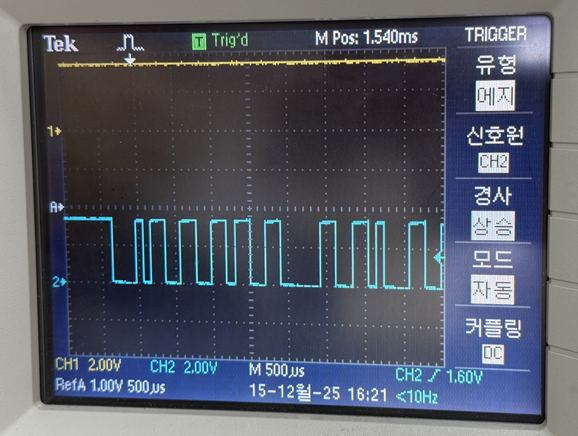 Tek T Trig'd M Pos: 1.540ms TRIGGER
유형
에지
1
신호원
CH2
경사
A
상승
모드
2
자동
커플링
DC
CH1 2.00V CH2 2.00V M 500µs CH2 1.60V
RefA 1.00V 500µs 15-12월-25 16:21 <10Hz